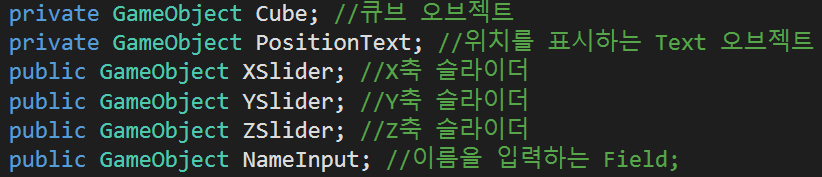 private GameObject Cube; //큐브 오브젝트
private GameObject PositionText; //위치를 표시하는 Text 오브젝트
public GameObject XSlider; //X축 슬라이더
public GameObject YSlider; //Y축 슬라이더
public GameObject ZSlider; //Z축 슬라이더
public GameObject NameInput; //이름을 입력하는 Field;